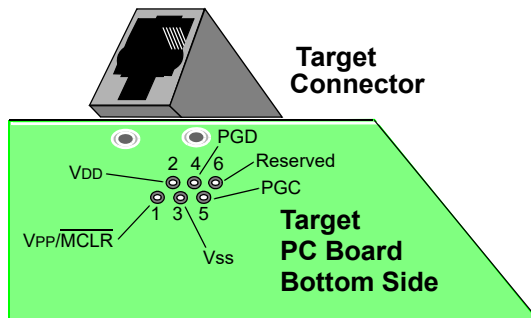 Target
Connector
PGD
2 4 6
Reserved
VDD
PGC
1 3 5
VPP/MCLR
Vss
Target
PC Board
Bottom Side